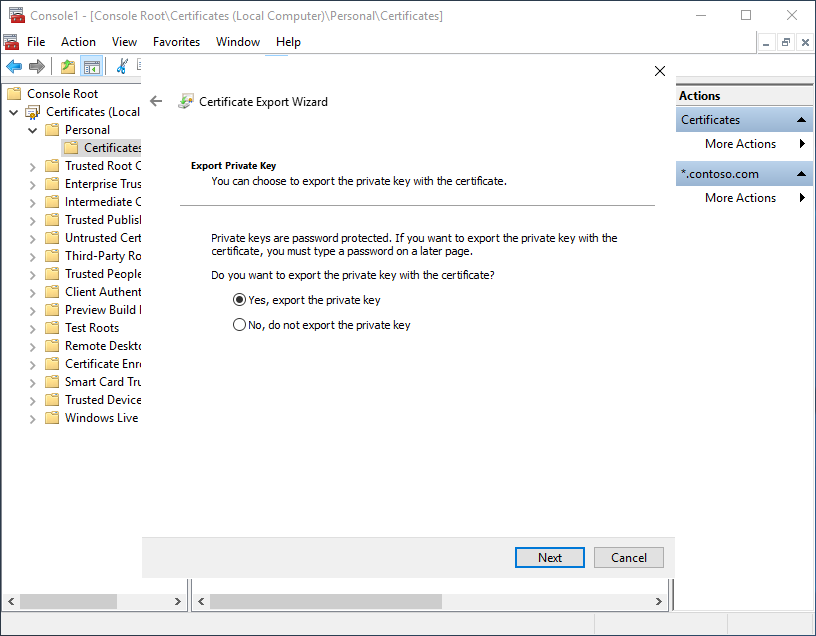 Console1 - [Console Root\Certificates (Local Computer)\Personal\Certificates]
File Action View Favorites Window Help
Console Root
Certificates (Local
Personal
Certificates
Trusted Root C
Enterprise Trus
Intermediate C
Trusted Publis
Untrusted Cert
Third-Party Ro
Trusted People
Client Authent
Preview Build
Test Roots
Remote Deskto
Certificate Enr
Smart Card Tru
Trusted Device
Windows Live
Certificate Export Wizard
Export Private Key
You can choose to export the private key with the certificate.
Private keys are password protected. If you want to export the private key with the
certificate, you must type a password on a later page.
Do you want to export the private key with the certificate?
Yes, export the private key
No, do not export the private key
Next Cancel
Actions
Certificates
More Actions
*.contoso.com
More Actions